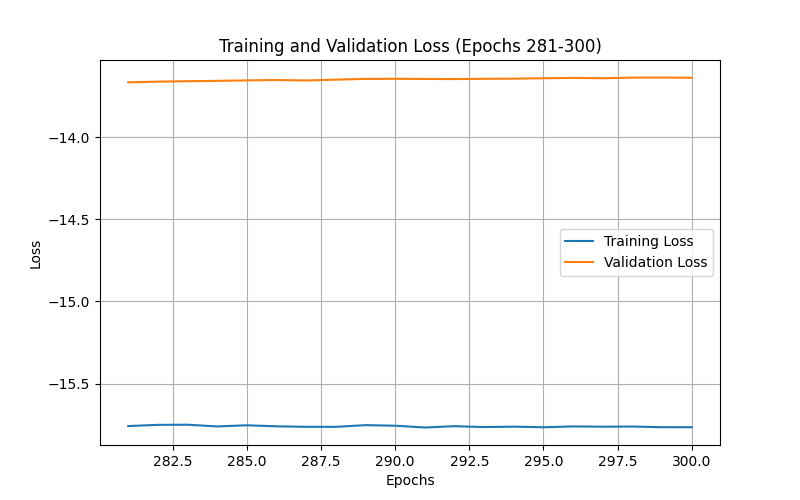 Training and Validation Loss (Epochs 281-300)
Loss
−14.0
−14.5
−15.0
−15.5
Training Loss
Validation Loss
282.5 285.0 287.5 290.0 292.5 295.0 297.5 300.0
Epochs